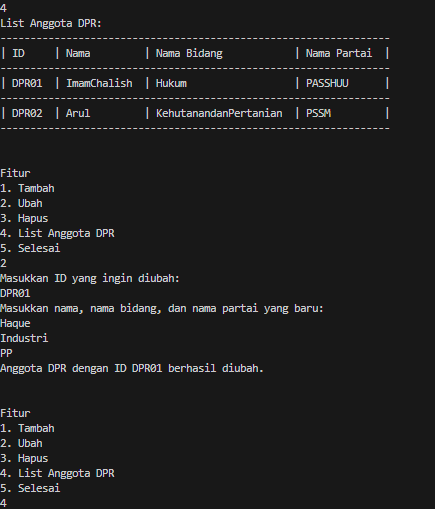 4
List Anggota DPR:
----------------------------------------------------------------
| ID    | Nama         | Nama Bidang            | Nama Partai  |
----------------------------------------------------------------
| DPR01 | ImamChalish  | Hukum                  | PASSHUU      |
----------------------------------------------------------------
| DPR02 | Arul         | KehutanandanPertanian  | PSSM         |
----------------------------------------------------------------
Fitur
1. Tambah
2. Ubah
3. Hapus
4. List Anggota DPR
5. Selesai
2
Masukkan ID yang ingin diubah:
DPR01
Masukkan nama, nama bidang, dan nama partai yang baru:
Haque
Industri
PP
Anggota DPR dengan ID DPR01 berhasil diubah.
Fitur
1. Tambah
2. Ubah
3. Hapus
4. List Anggota DPR
5. Selesai
4